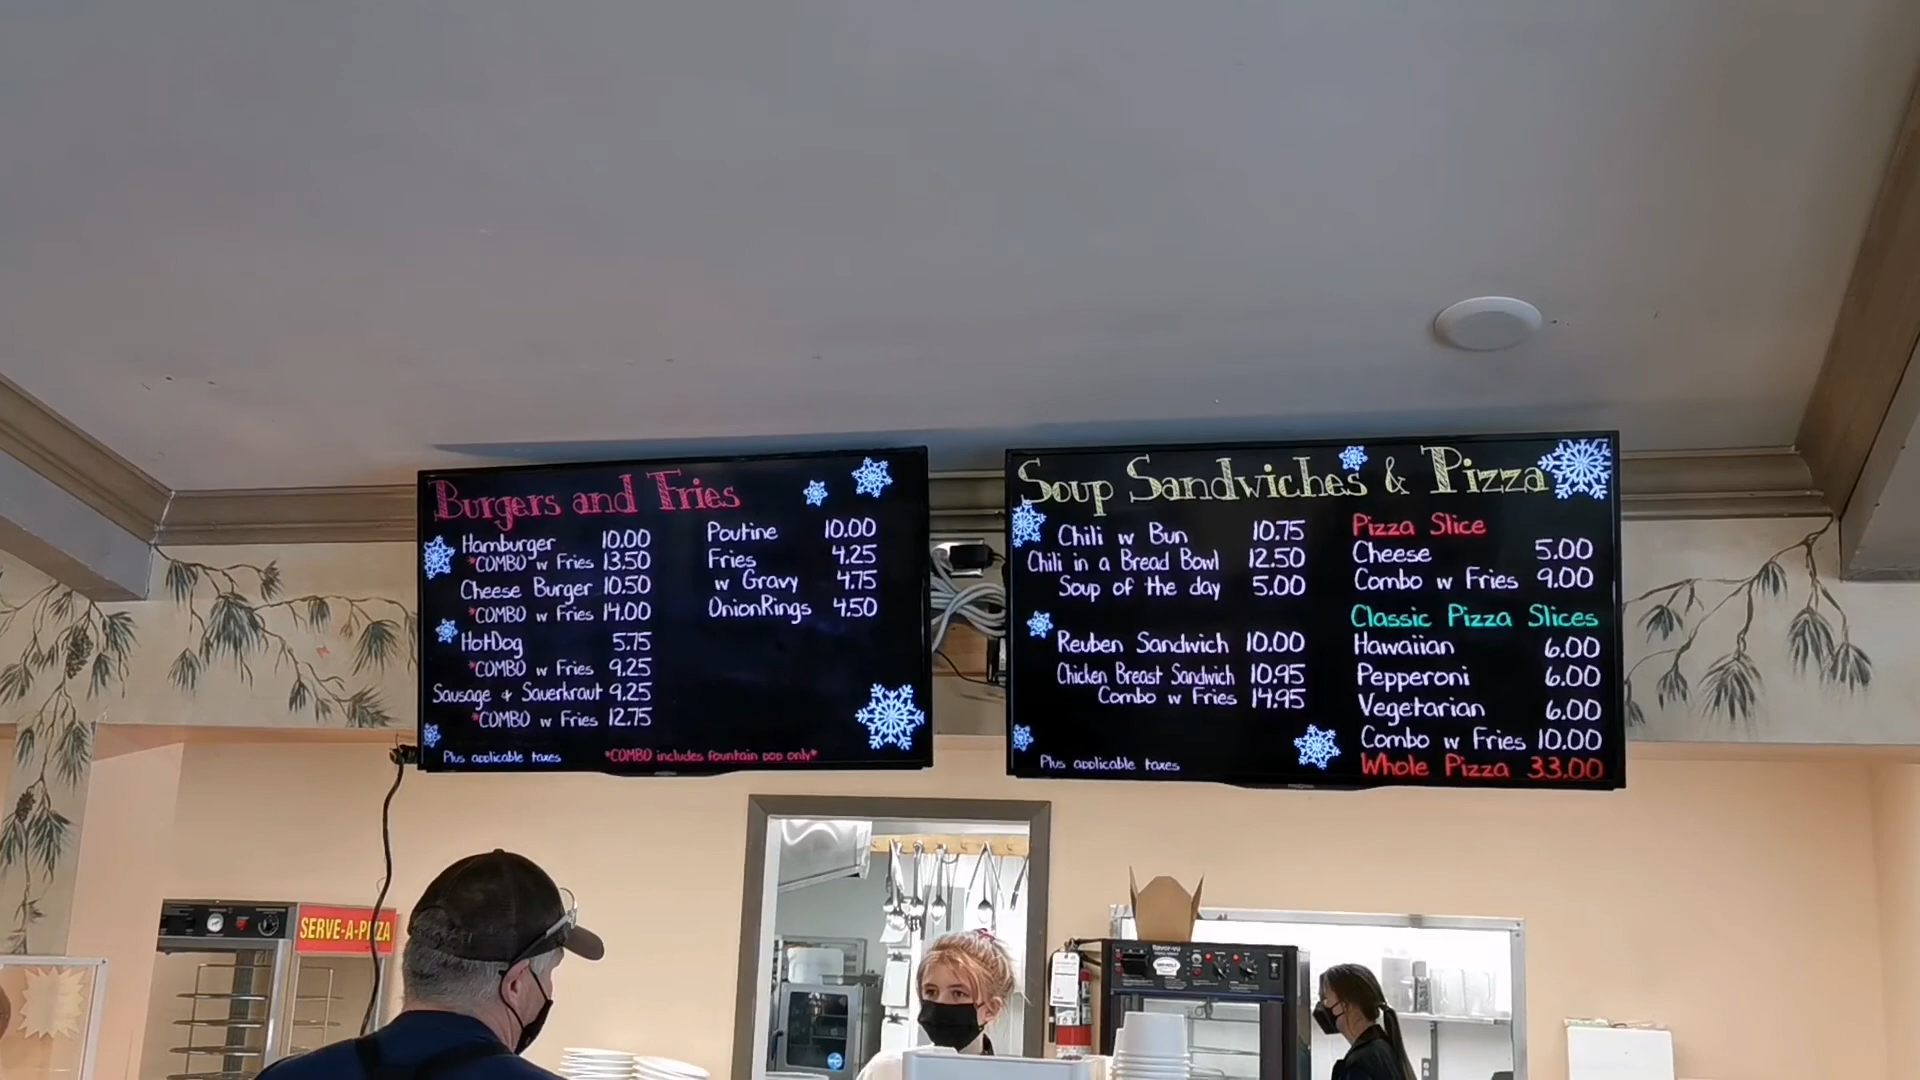 Burgers and Fries
Hamburger 10.00
*COMBO w Fries 13.50
Cheese Burger 10.50
*COMBO w Fries 14.00
HotDog 5.75
*COMBO w Fries 9.25
Sausage & Sauerkraut 9.25
*COMBO w Fries 12.75
Poutine 10.00
Fries 4.25
w Gravy 4.75
OnionRings 4.50
Plus applicable taxes
*COMBO includes fountain pop only*
Soup Sandwiches & Pizza
Chili w Bun 10.75
Chili in a Bread Bowl 12.50
Soup of the day 5.00
Reuben Sandwich 10.00
Chicken Breast Sandwich 10.95
Combo w Fries 14.95
Plus applicable taxes
Pizza Slice
Cheese 5.00
Combo w Fries 9.00
Classic Pizza Slices
Hawaiian 6.00
Pepperoni 6.00
Vegetarian 6.00
Combo w Fries 10.00
Whole Pizza 33.00
SERVE-A-PIZZA